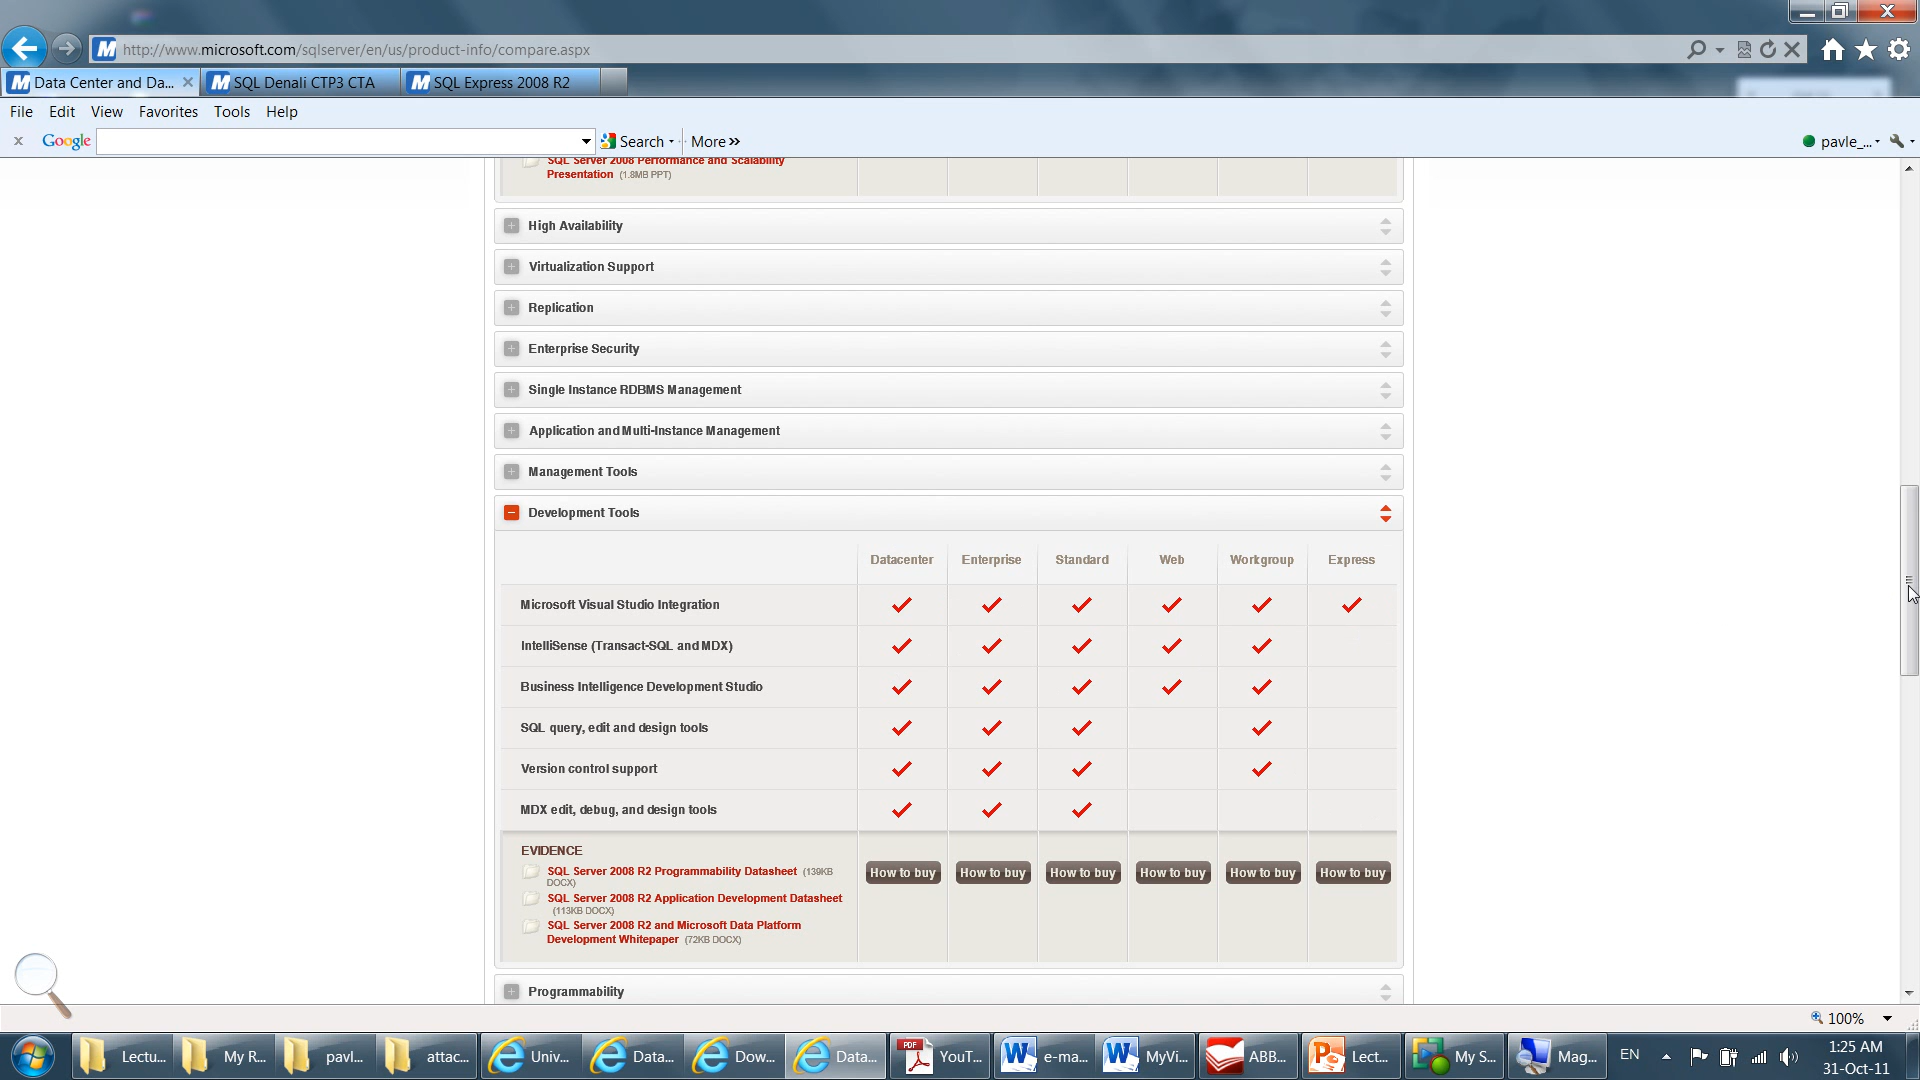 http://www.microsoft.com/sqlserver/en/us/product-info/compare.aspx
Data Center and Da... SQL Denali CTP3 CTA SQL Express 2008 R2
File Edit View Favorites Tools Help
x Google Search More »
pavle_...
SQL Server 2008 Performance and Scalability
Presentation (1.8MB PPT)
High Availability
Virtualization Support
Replication
Enterprise Security
Single Instance RDBMS Management
Application and Multi-Instance Management
Management Tools
Development Tools
Datacenter Enterprise Standard Web Workgroup Express
Microsoft Visual Studio Integration
IntelliSense (Transact-SQL and MDX)
Business Intelligence Development Studio
SQL query, edit and design tools
Version control support
MDX edit, debug, and design tools
EVIDENCE
SQL Server 2008 R2 Programmability Datasheet (139KB
DOCX)
SQL Server 2008 R2 Application Development Datasheet
(113KB DOCX)
SQL Server 2008 R2 and Microsoft Data Platform
Development Whitepaper (72KB DOCX)
How to buy How to buy How to buy How to buy How to buy How to buy
Programmability
100%
Lectu... My R... pavl... attac... Univ... Data... Dow... Data... PDF YouT... e-ma... MyVi... ABB... Lect... My S... Mag... EN
1:25 AM
31-Oct-11